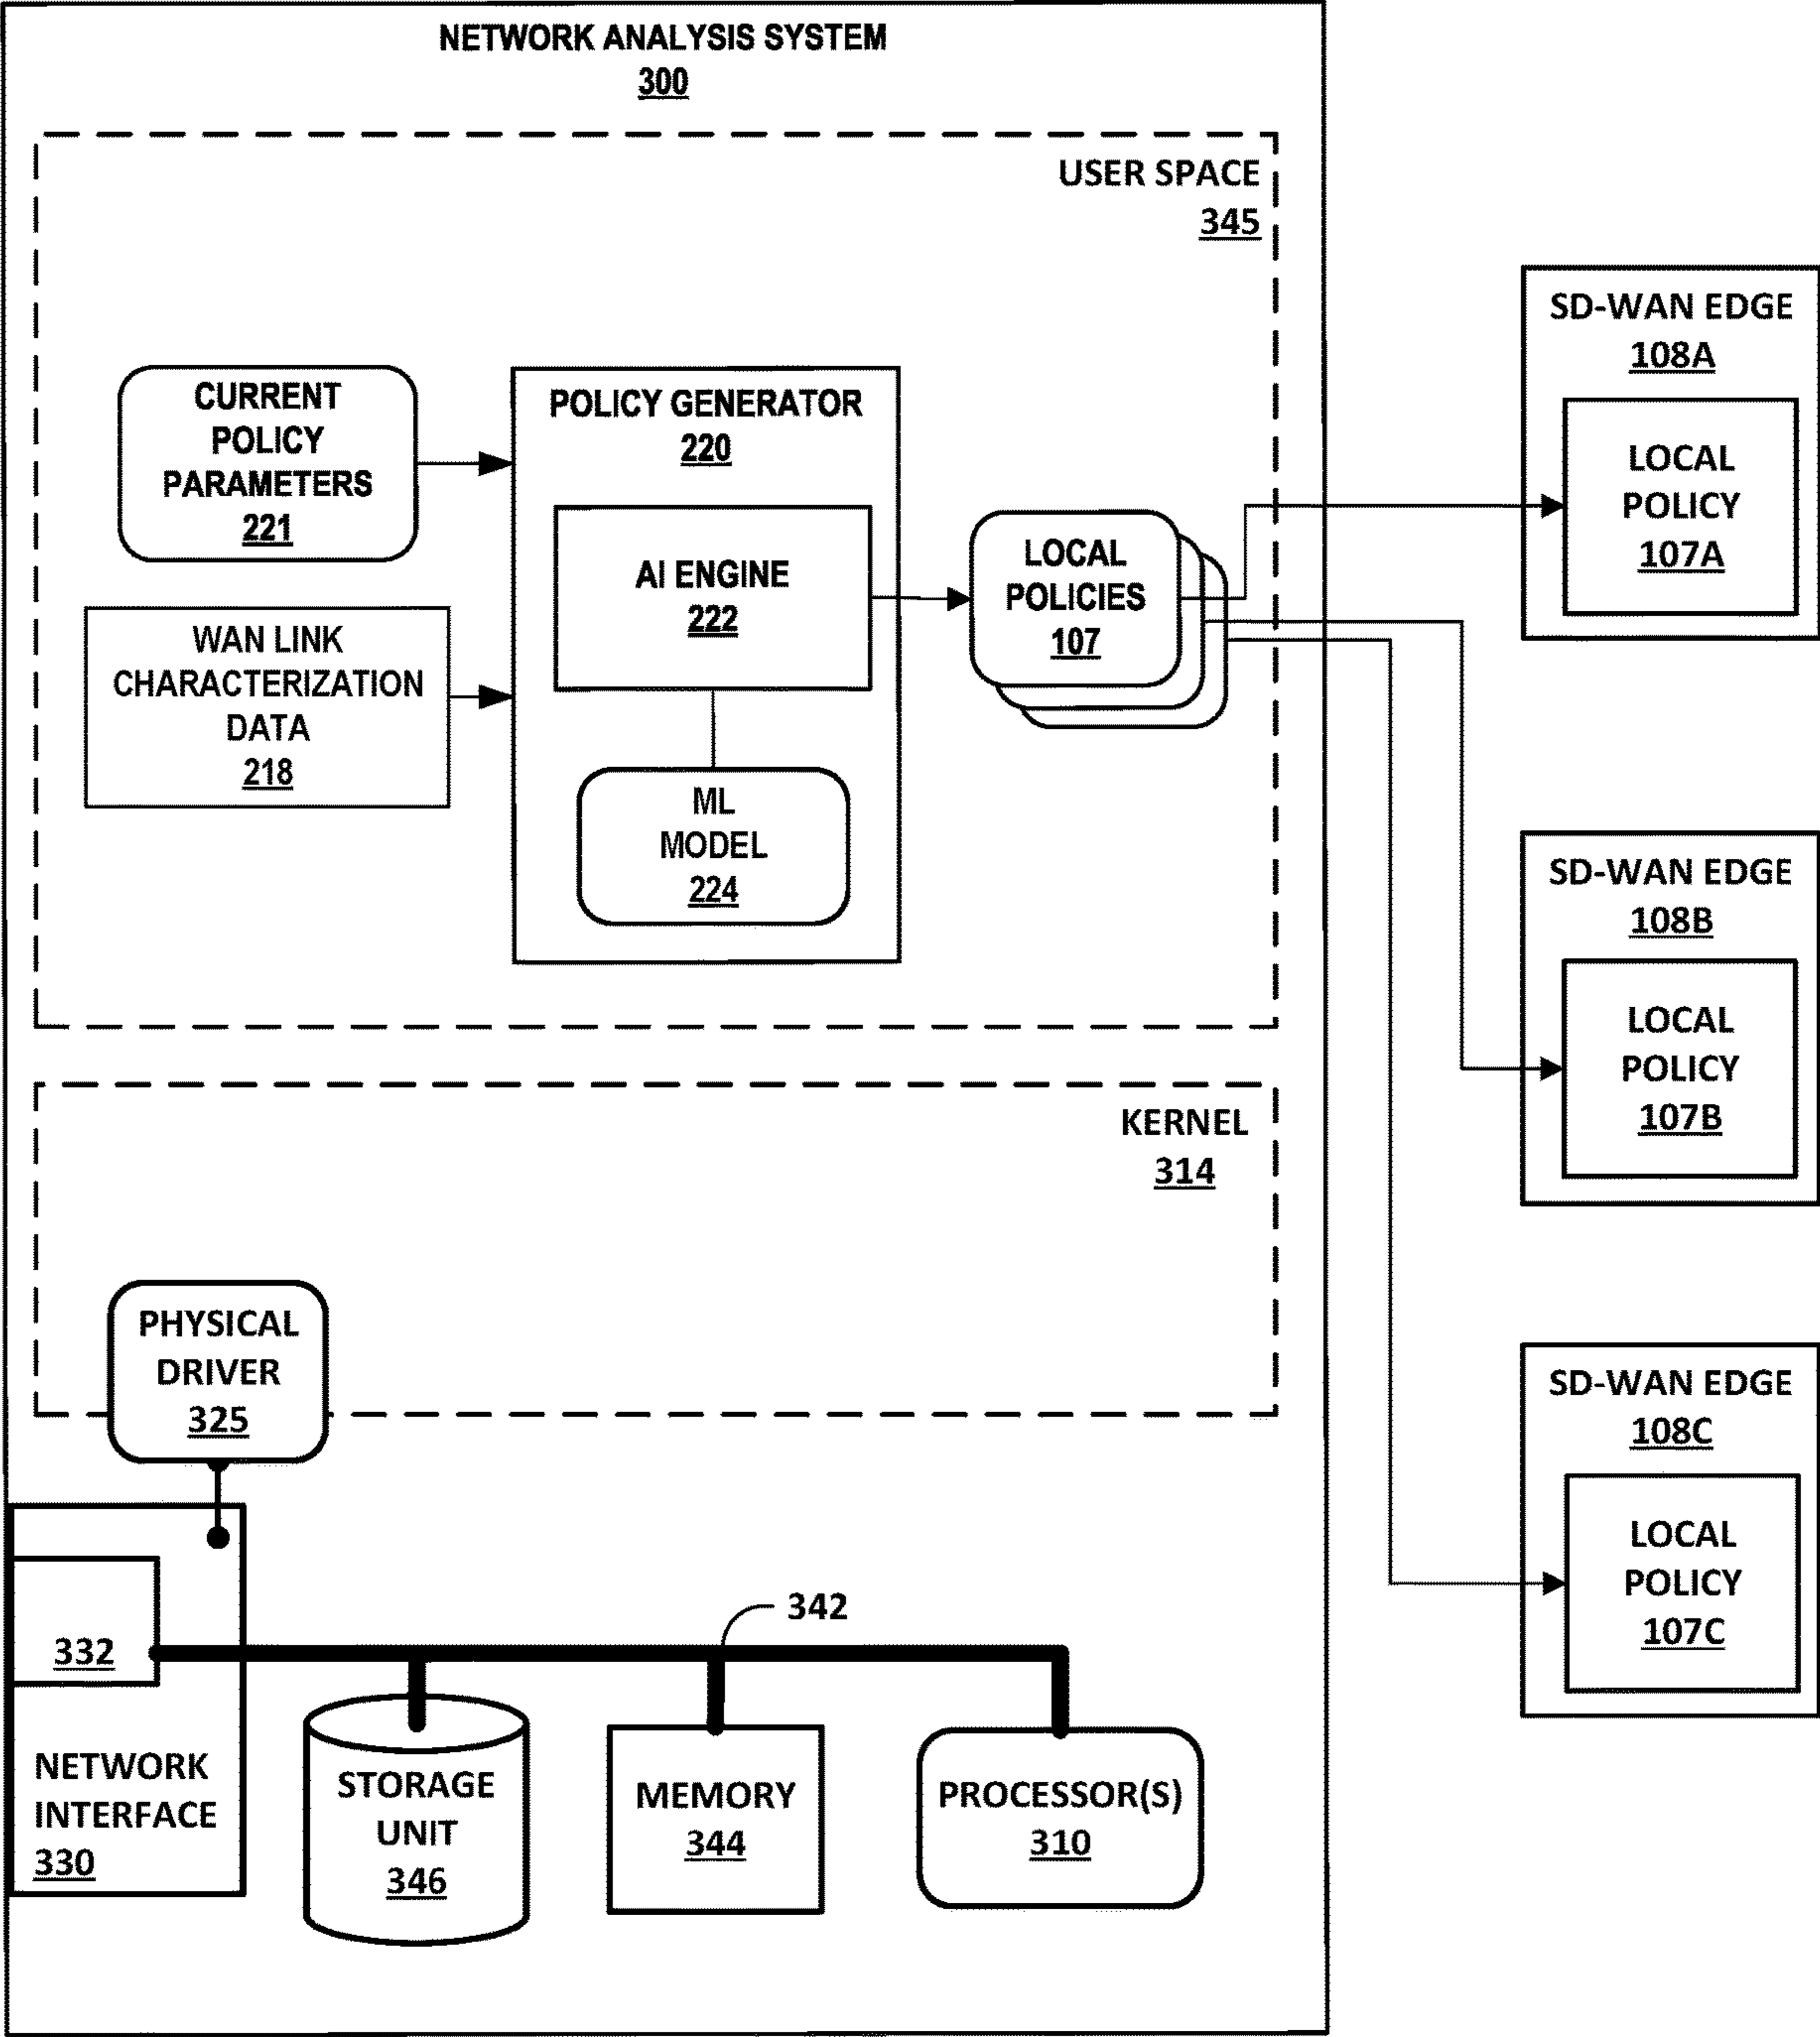 NETWORK ANALYSIS SYSTEM
300
USER SPACE
345
CURRENT
POLICY
PARAMETERS
221
WAN LINK
CHARACTERIZATION
DATA
218
POLICY GENERATOR
220
AI ENGINE
222
ML
MODEL
224
LOCAL
POLICIES
107
SD-WAN EDGE
108A
LOCAL
POLICY
107A
SD-WAN EDGE
108B
LOCAL
POLICY
107B
SD-WAN EDGE
108C
LOCAL
POLICY
107C
KERNEL
314
PHYSICAL
DRIVER
325
332
NETWORK
INTERFACE
330
342
STORAGE
UNIT
346
MEMORY
344
PROCESSOR(S)
310